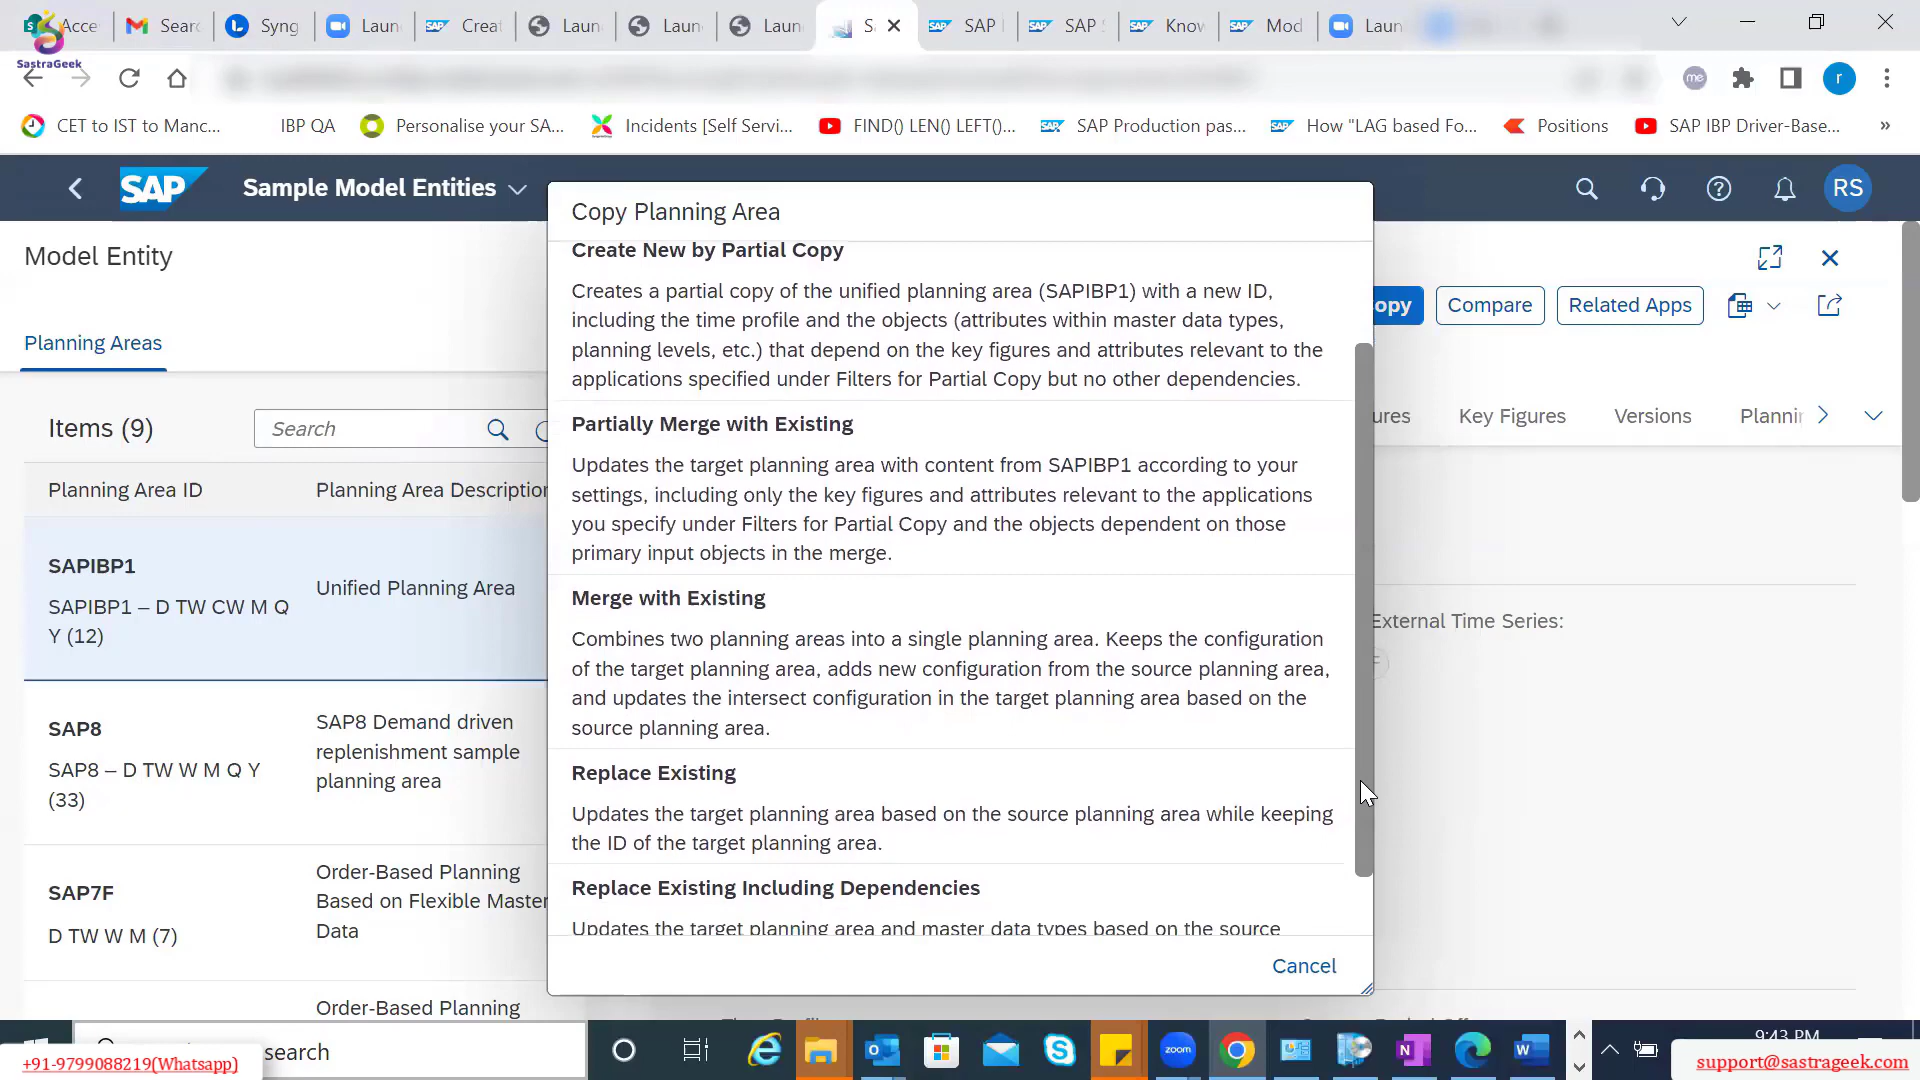 Acce
Searc
Syng
Laun
Creat
Laun
Laun
Laun
Sa
SAP
SAP
Know
Mod
Laun
SastraGeek
me
r
CET to IST to Manc...
IBP QA
Personalise your SA...
Incidents [Self Servi...
FIND() LEN() LEFT()...
SAP Production pas...
How "LAG based Fo...
Positions
SAP IBP Driver-Base...
»
SAP
Sample Model Entities
RS
Model Entity
Copy Planning Area
opy
Compare
Related Apps
Planning Areas
Items (9)
Search
ures
Key Figures
Versions
Plannin
Planning Area ID
Planning Area Description
SAPIBP1
SAPIBP1 – D TW CW M Q
Y (12)
Unified Planning Area
SAP8
SAP8 – D TW W M Q Y
(33)
SAP8 Demand driven
replenishment sample
planning area
SAP7F
D TW W M (7)
Order-Based Planning
Based on Flexible Master
Data
Order-Based Planning
Create New by Partial Copy
Creates a partial copy of the unified planning area (SAPIBP1) with a new ID,
including the time profile and the objects (attributes within master data types,
planning levels, etc.) that depend on the key figures and attributes relevant to the
applications specified under Filters for Partial Copy but no other dependencies.
Partially Merge with Existing
Updates the target planning area with content from SAPIBP1 according to your
settings, including only the key figures and attributes relevant to the applications
you specify under Filters for Partial Copy and the objects dependent on those
primary input objects in the merge.
Merge with Existing
Combines two planning areas into a single planning area. Keeps the configuration
of the target planning area, adds new configuration from the source planning area,
and updates the intersect configuration in the target planning area based on the
source planning area.
Replace Existing
Updates the target planning area based on the source planning area while keeping
the ID of the target planning area.
Replace Existing Including Dependencies
Updates the target planning area and master data types based on the source
Cancel
External Time Series:
search
zoom
9:43 PM
+91-9799088219(Whatsapp)
support@sastrageek.com